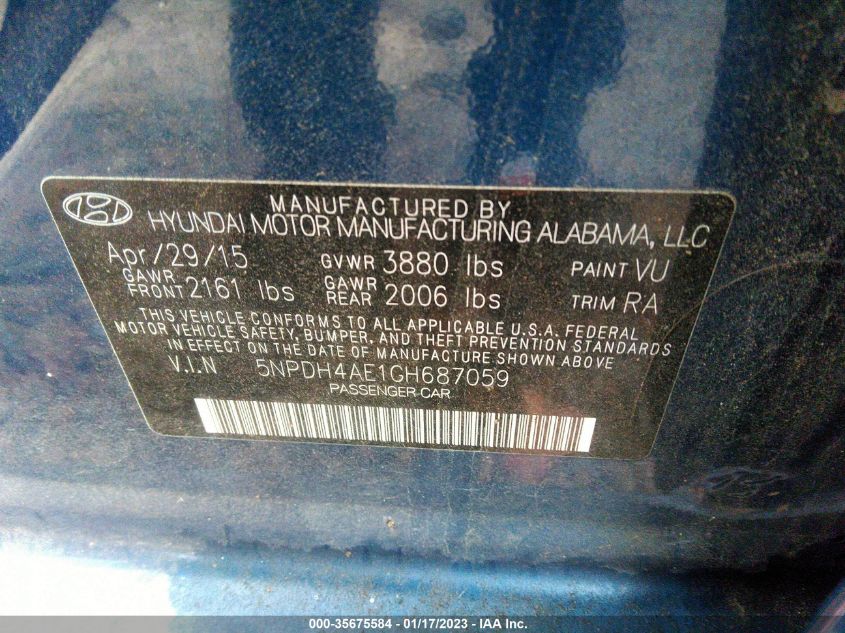 MANUFACTURED BY
HYUNDAI MOTOR MANUFACTURING ALABAMA, LLC
Apr/29/15 GVWR 3880 lbs PAINT VU
GAWR FRONT 2161 lbs GAWR REAR 2006 lbs TRIM RA
THIS VEHICLE CONFORMS TO ALL APPLICABLE U.S.A. FEDERAL
MOTOR VEHICLE SAFETY, BUMPER, AND THEFT PREVENTION STANDARDS
IN EFFECT ON THE DATE OF MANUFACTURE SHOWN ABOVE.
V.I.N 5NPDH4AE1GH687059
PASSENGER CAR
000-35675584 - 01/17/2023 - IAA Inc.